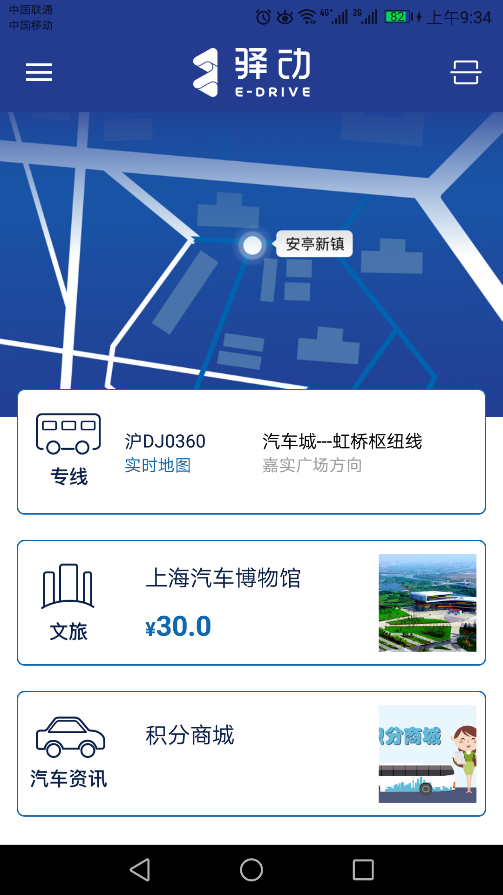 中国联通
中国移动
4G+ 2G 82 上午9:34
驿动
E-DRIVE
安亭新镇
专线
沪DJ0360
实时地图
汽车城---虹桥枢纽线
嘉实广场方向
文旅
上海汽车博物馆
¥30.0
汽车资讯
积分商城
积分商城